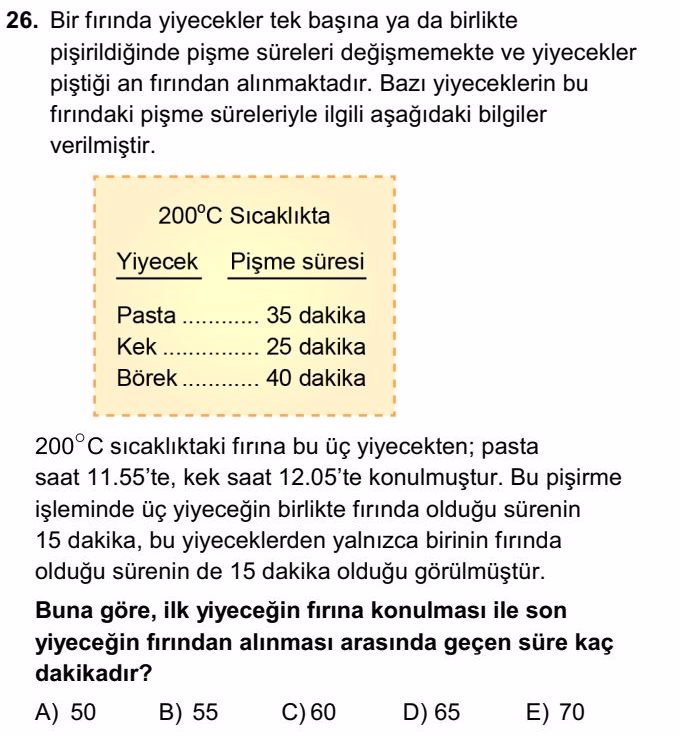 26. Bir fırında yiyecekler tek başına ya da birlikte
pişirildiğinde pişme süreleri değişmemekte ve yiyecekler
piştiği an fırından alınmaktadır. Bazı yiyeceklerin bu
fırındaki pişme süreleriyle ilgili aşağıdaki bilgiler
verilmiştir.
200°C Sıcaklıkta
Yiyecek Pişme süresi
Pasta ............ 35 dakika
Kek ............... 25 dakika
Börek ............ 40 dakika
200°C sıcaklıktaki fırına bu üç yiyecekten; pasta
saat 11.55’te, kek saat 12.05’te konulmuştur. Bu pişirme
işleminde üç yiyeceğin birlikte fırında olduğu sürenin
15 dakika, bu yiyeceklerden yalnızca birinin fırında
olduğu sürenin de 15 dakika olduğu görülmüştür.
Buna göre, ilk yiyeceğin fırına konulması ile son
yiyeceğin fırından alınması arasında geçen süre kaç
dakikadır?
A) 50 B) 55 C) 60 D) 65 E) 70